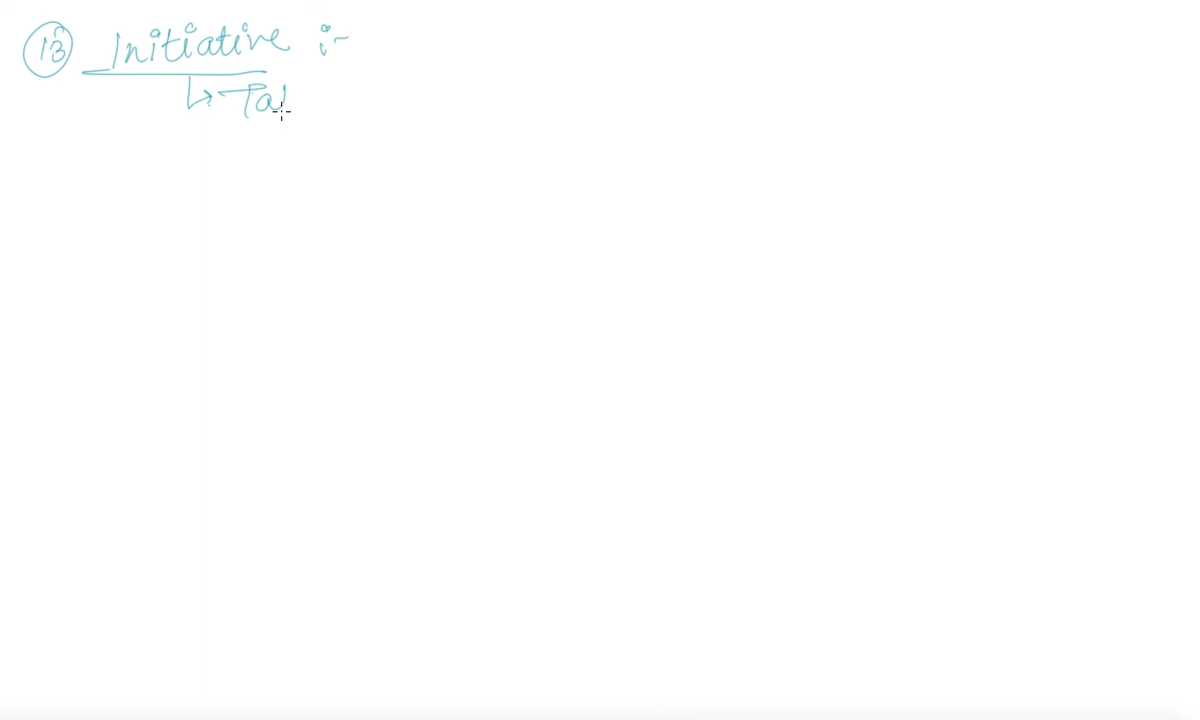 13 Initiative :-
↳ Ta